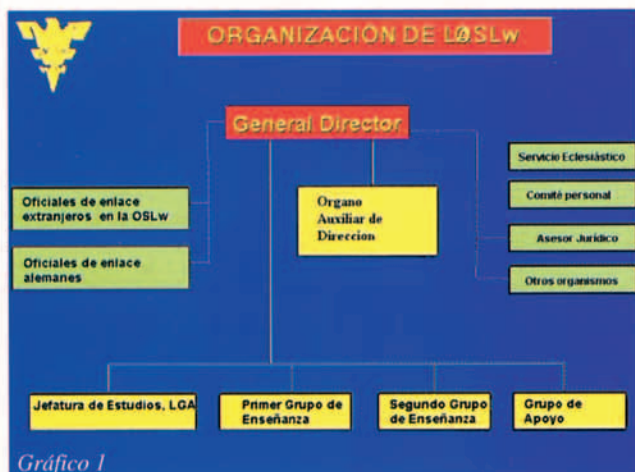 ORGANIZACIÓN DE LØSLw
General Director
Oficiales de enlace
extranjeros en la OSLw
Oficiales de enlace
alemanes
Organo
Auxiliar de
Direccion
Servicio Eclesiástico
Comité personal
Asesor Jurídico
Otros organismos
Jefatura de Estudios, LGA
Primer Grupo de
Enseñanza
Segundo Grupo
de Enseñanza
Grupo de
Apoyo
Gráfico 1